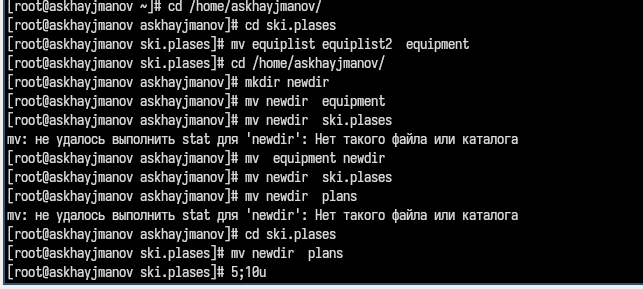 [root@askhayjmanov ~]# cd /home/askhayjmanov/
[root@askhayjmanov askhayjmanov]# cd ski.plases
[root@askhayjmanov ski.plases]# mv equiplist equiplist2  equipment
[root@askhayjmanov ski.plases]# cd /home/askhayjmanov/
[root@askhayjmanov askhayjmanov]# mkdir newdir
[root@askhayjmanov askhayjmanov]# mv newdir  equipment
[root@askhayjmanov askhayjmanov]# mv newdir  ski.plases
mv: не удалось выполнить stat для 'newdir': Нет такого файла или каталога
[root@askhayjmanov askhayjmanov]# mv  equipment newdir
[root@askhayjmanov askhayjmanov]# mv newdir  ski.plases
[root@askhayjmanov askhayjmanov]# mv newdir  plans
mv: не удалось выполнить stat для 'newdir': Нет такого файла или каталога
[root@askhayjmanov askhayjmanov]# cd ski.plases
[root@askhayjmanov ski.plases]# mv newdir  plans
[root@askhayjmanov ski.plases]# 5;10u